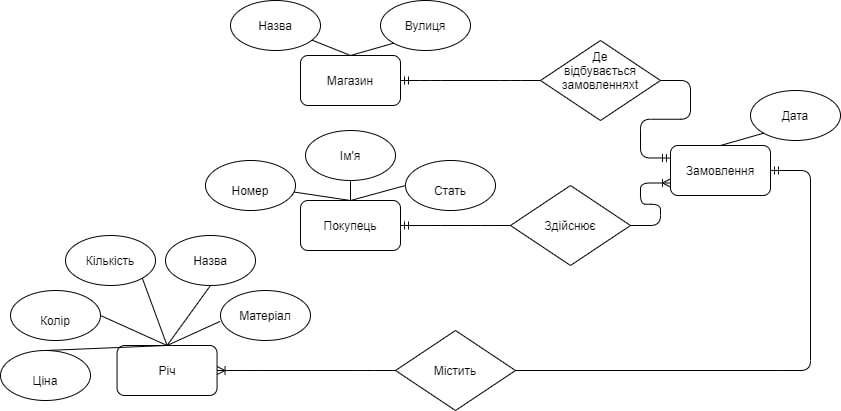 Назва
Вулиця
Магазин
Де
відбувається
замовленняxt
Дата
Ім'я
Номер
Стать
Замовлення
Покупець
Здійснює
Кількість
Назва
Колір
Матеріал
Ціна
Річ
Містить